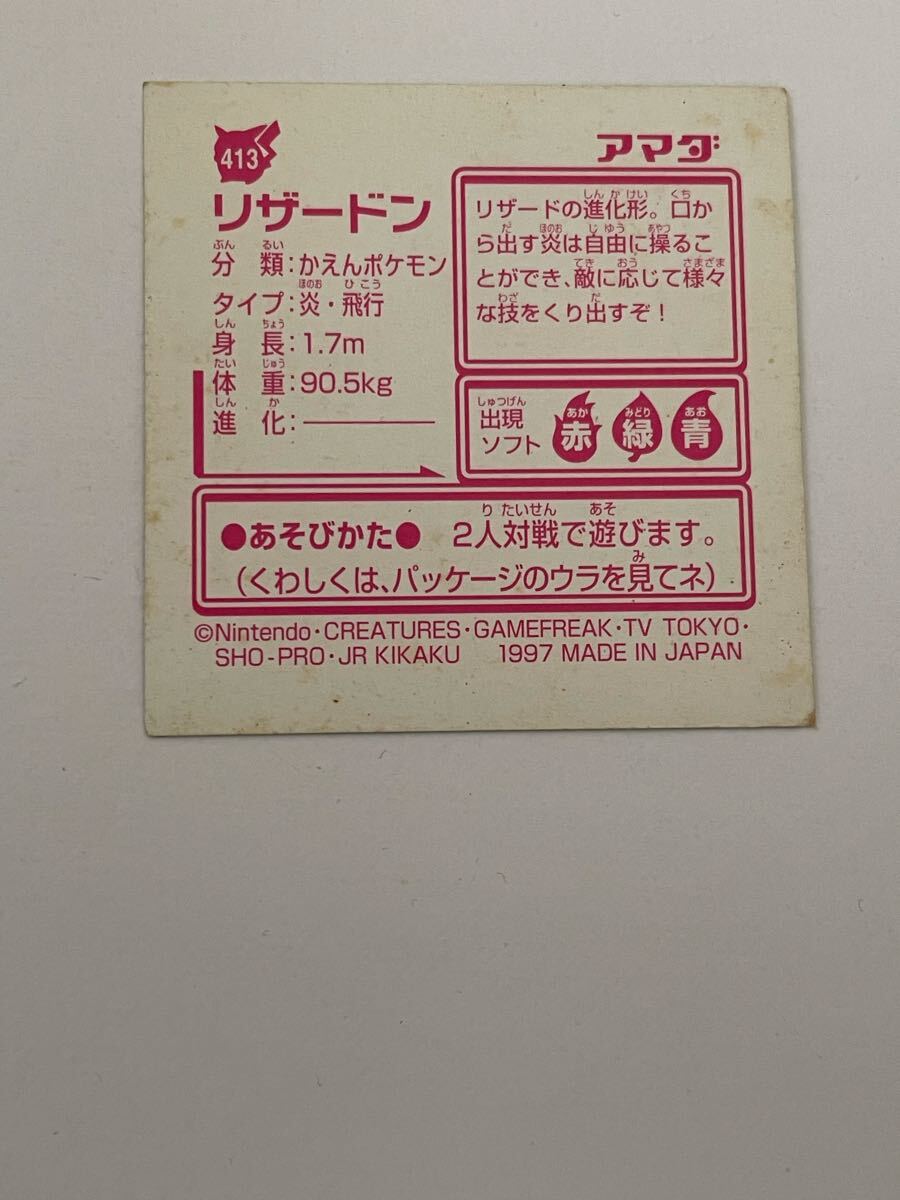 413
アマダ
リザードン
ぶん るい
分 類:かえんポケモン
ほのお ひこう
タイプ:炎・飛行
しん ちょう
身 長:1.7m
たい じゅう
体 重:90.5kg
しん か
進 化:————
しんかけい くち
リザードの進化形。口か
だ ほのお じゆう あやつ
ら出す炎は自由に操るこ
てき おう さまざま
とができ、敵に応じて様々
わざ だ
な技をくり出すぞ!
しゅつげん
出現
ソフト
あか みどり あお
赤 緑 青
りたいせん あそ
●あそびかた● 2人対戦で遊びます。
み
(くわしくは、パッケージのウラを見てネ)
©Nintendo・CREATURES・GAMEFREAK・TV TOKYO・
SHO-PRO・JR KIKAKU 1997 MADE IN JAPAN